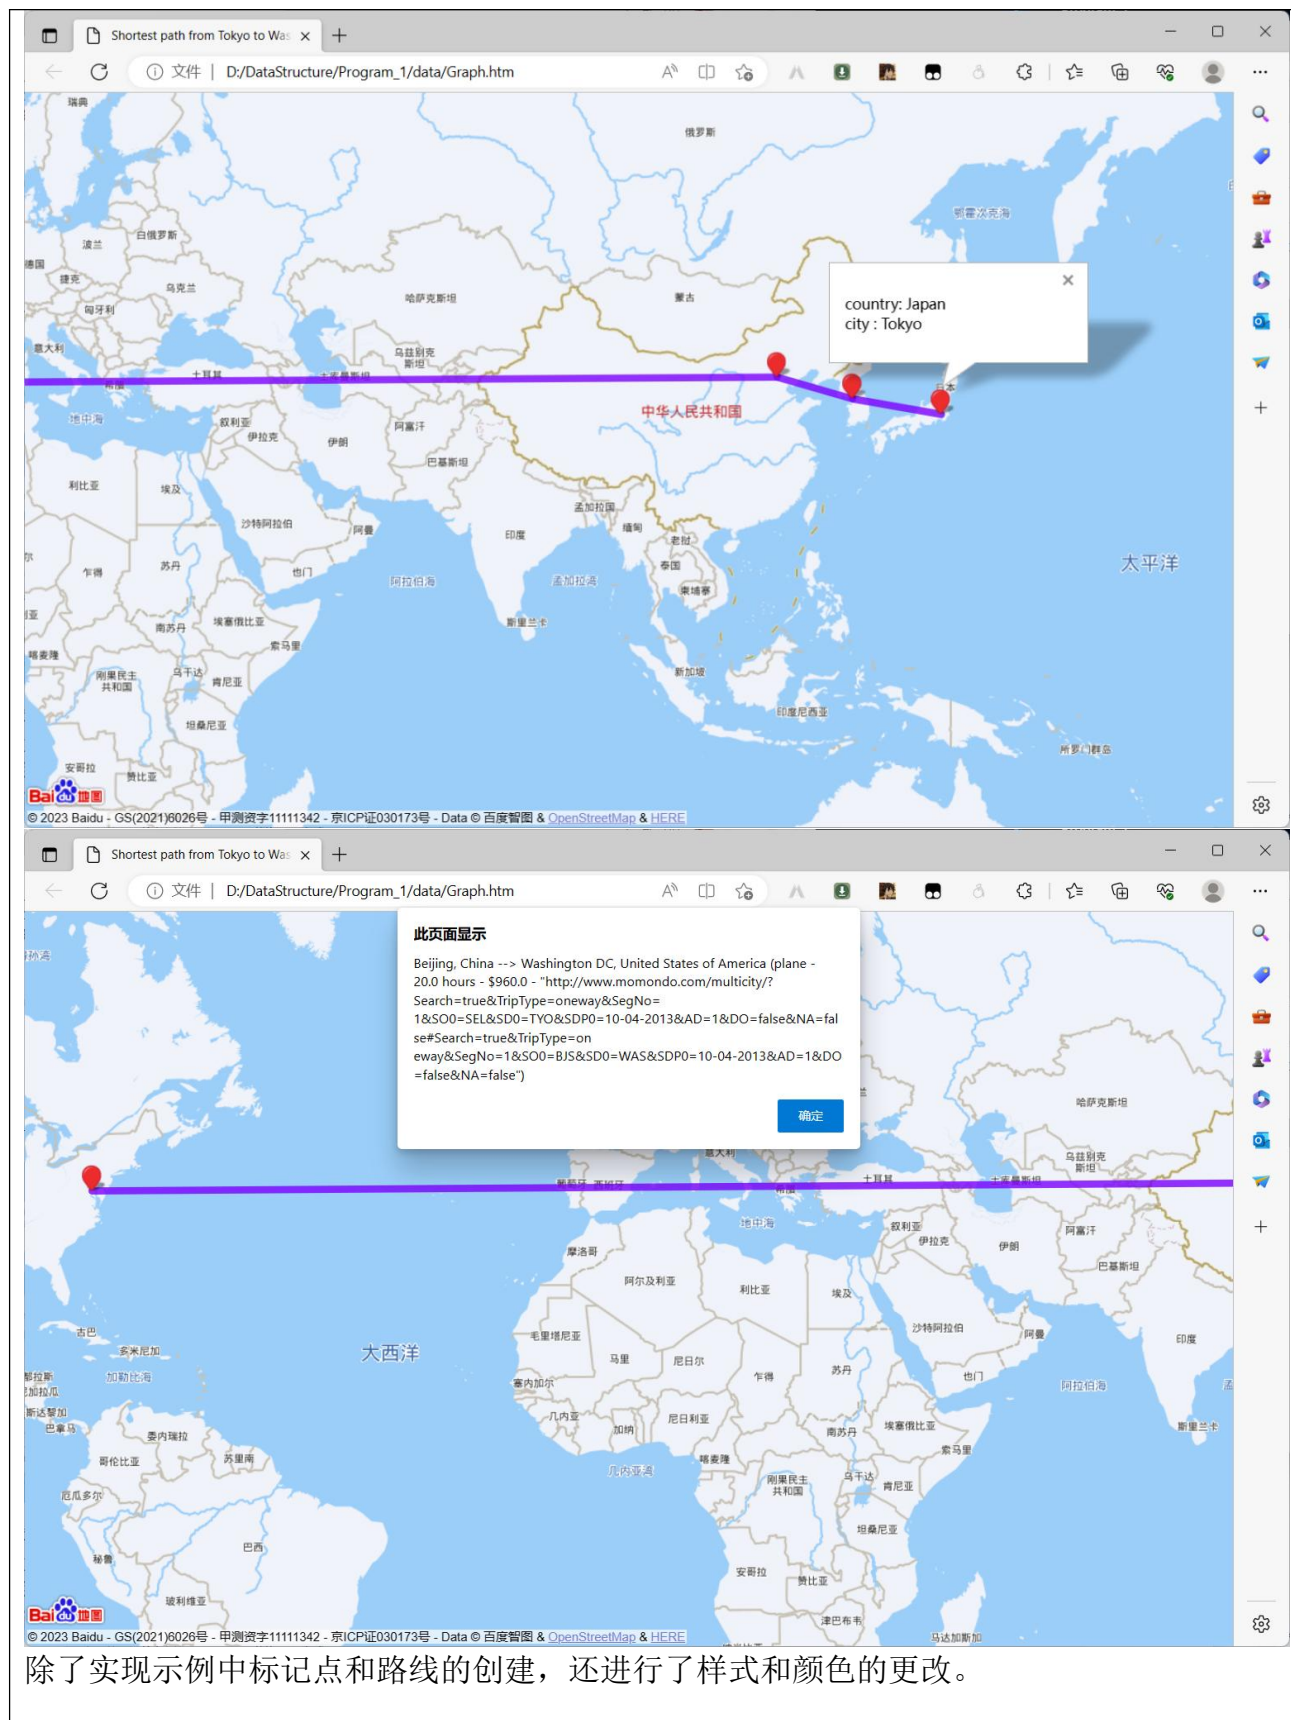 Shortest path from Tokyo to Was
文件 | D:/DataStructure/Program_1/data/Graph.htm
瑞典
俄罗斯
鄂霍次克海
白俄罗斯
波兰
德国
捷克
乌克兰
匈牙利
哈萨克斯坦
蒙古
country: Japan
city : Tokyo
意大利
乌兹别克
斯坦
土耳其
土库曼斯坦
希腊
日本
地中海
叙利亚
伊拉克
伊朗
阿富汗
中华人民共和国
巴基斯坦
利比亚
埃及
沙特阿拉伯
阿曼
印度
孟加拉国
缅甸
老挝
乍得
苏丹
也门
阿拉伯海
孟加拉湾
泰国
柬埔寨
太平洋
南苏丹
埃塞俄比亚
斯里兰卡
索马里
喀麦隆
刚果民主
共和国
乌干达
肯尼亚
新加坡
坦桑尼亚
印度尼西亚
所罗门群岛
安哥拉
赞比亚
Bai du 地图
© 2023 Baidu - GS(2021)6026号 - 甲测资字11111342 - 京ICP证030173号 - Data © 百度智图 & OpenStreetMap & HERE
Shortest path from Tokyo to Was
文件 | D:/DataStructure/Program_1/data/Graph.htm
此页面显示
Beijing, China --> Washington DC, United States of America (plane -
20.0 hours - $960.0 - "http://www.momondo.com/multicity/?
Search=true&TripType=oneway&SegNo=
1&SO0=SEL&SD0=TYO&SDP0=10-04-2013&AD=1&DO=false&NA=fal
se#Search=true&TripType=on
eway&SegNo=1&SO0=BJS&SD0=WAS&SDP0=10-04-2013&AD=1&DO
=false&NA=false")
确定
哈萨克斯坦
意大利
乌兹别克
斯坦
葡萄牙 西班牙
希腊
土耳其
土库曼斯坦
地中海
叙利亚
伊拉克
伊朗
阿富汗
摩洛哥
巴基斯坦
阿尔及利亚
利比亚
埃及
沙特阿拉伯
阿曼
印度
古巴
多米尼加
加勒比海
大西洋
毛里塔尼亚
马里
尼日尔
乍得
苏丹
也门
阿拉伯海
塞内加尔
巴拿马
委内瑞拉
几内亚
加纳
尼日利亚
南苏丹
埃塞俄比亚
斯里兰卡
哥伦比亚
苏里南
几内亚湾
喀麦隆
索马里
厄瓜多尔
刚果民主
共和国
乌干达
肯尼亚
坦桑尼亚
秘鲁
巴西
安哥拉
赞比亚
玻利维亚
津巴布韦
马达加斯加
Bai du 地图
© 2023 Baidu - GS(2021)6026号 - 甲测资字11111342 - 京ICP证030173号 - Data © 百度智图 & OpenStreetMap & HERE
除了实现示例中标记点和路线的创建，还进行了样式和颜色的更改。